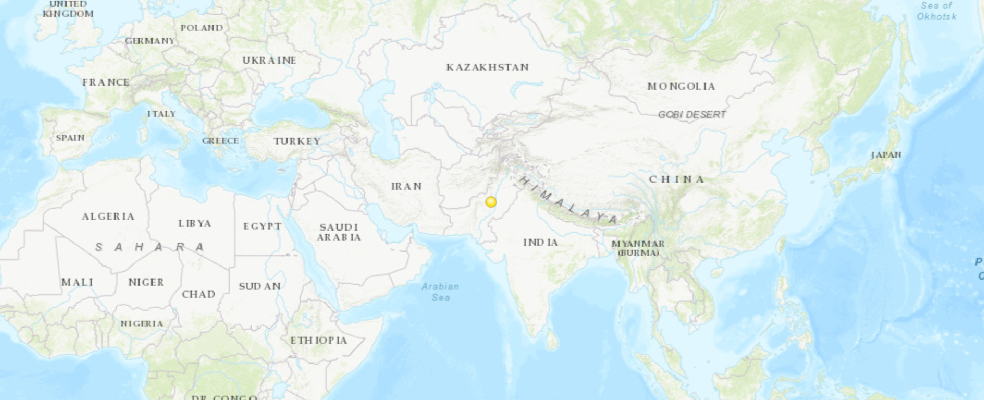 UNITED
KINGDOM
Sea of
Okhotsk
POLAND
GERMANY
UKRAINE
KAZAKHSTAN
FRANCE
MONGOLIA
ITALY
GOBI DESERT
SPAIN
GREECE
TURKEY
JAPAN
IRAN
HIMALAYA
CHINA
ALGERIA
LIBYA
EGYPT
SAUDI
ARABIA
SAHARA
INDIA
MYANMAR
(BURMA)
MALI
NIGER
CHAD
SUDAN
Arabian
Sea
NIGERIA
ETHIOPIA
DR CONGO